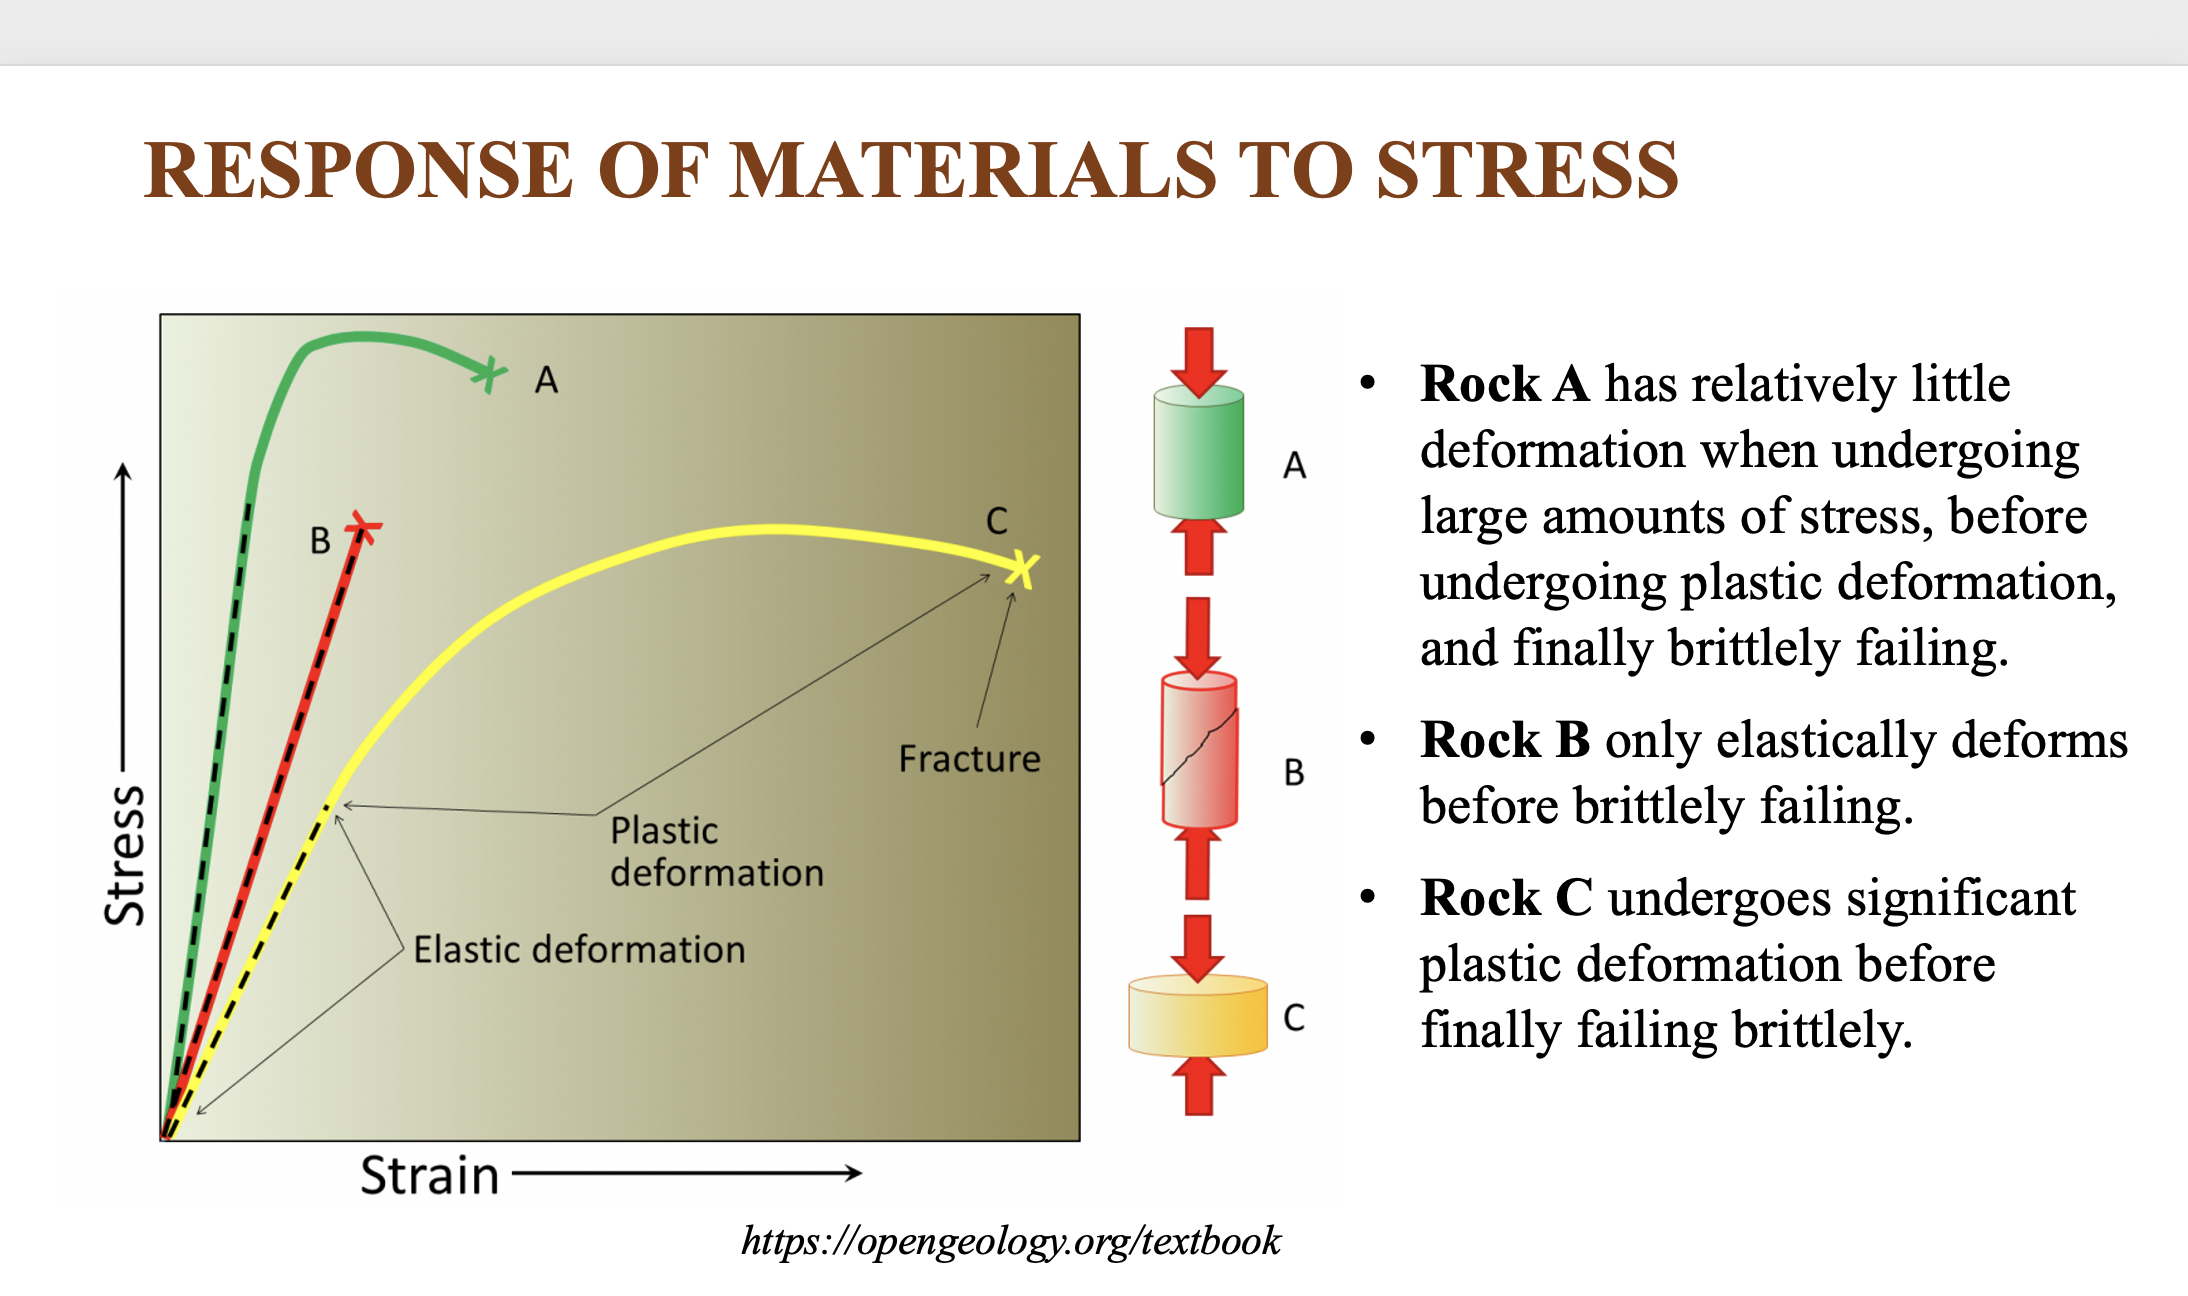 RESPONSE OF MATERIALS TO STRESS
A
B
C
Fracture
Plastic
deformation
Elastic deformation
Stress
Strain
A
B
C
• Rock A has relatively little
deformation when undergoing
large amounts of stress, before
undergoing plastic deformation,
and finally brittlely failing.
• Rock B only elastically deforms
before brittlely failing.
• Rock C undergoes significant
plastic deformation before
finally failing brittlely.
https://opengeology.org/textbook